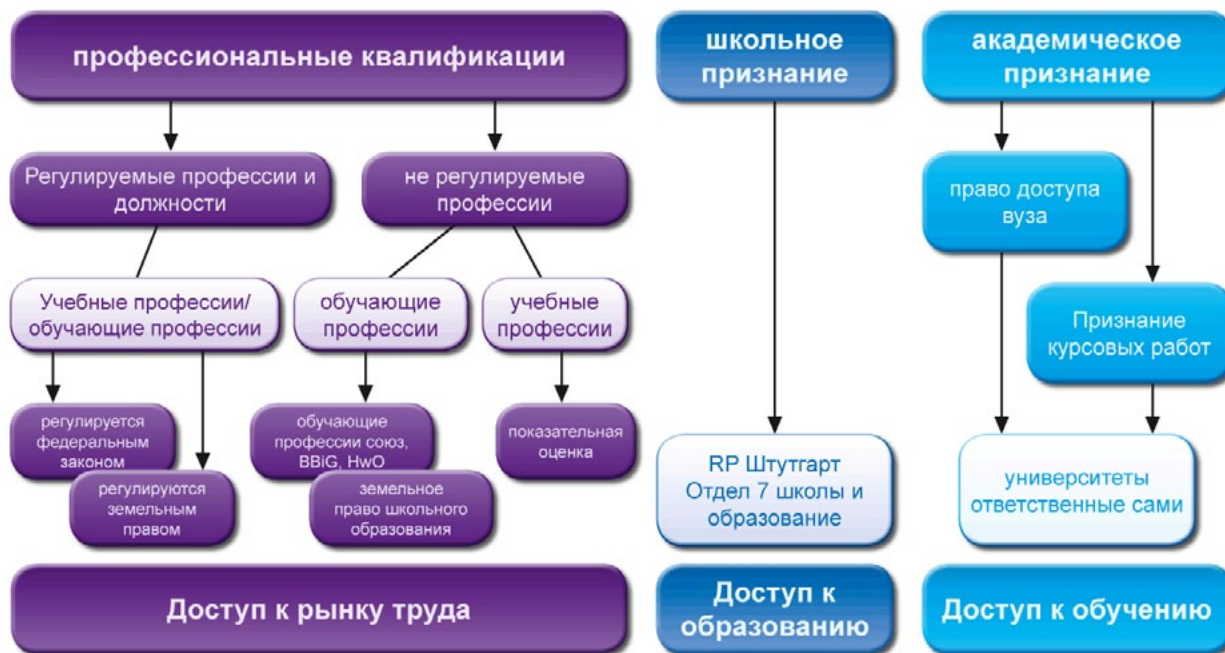 профессиональные квалификации
школьное
признание
академическое
признание
Регулируемые профессии и
должности
не регулируемые
профессии
право доступа
вуза
Учебные профессии/
обучающие профессии
обучающие
профессии
учебные
профессии
Признание
курсовых работ
регулируется
федеральным
законом
регулируются
земельным
правом
обучающие
профессии союз,
BBiG, HwO
земельное
право школьного
образования
показательная
оценка
RP Штутгарт
Отдел 7 школы и
образование
университеты
ответственные сами
Доступ к рынку труда
Доступ к
образованию
Доступ к обучению